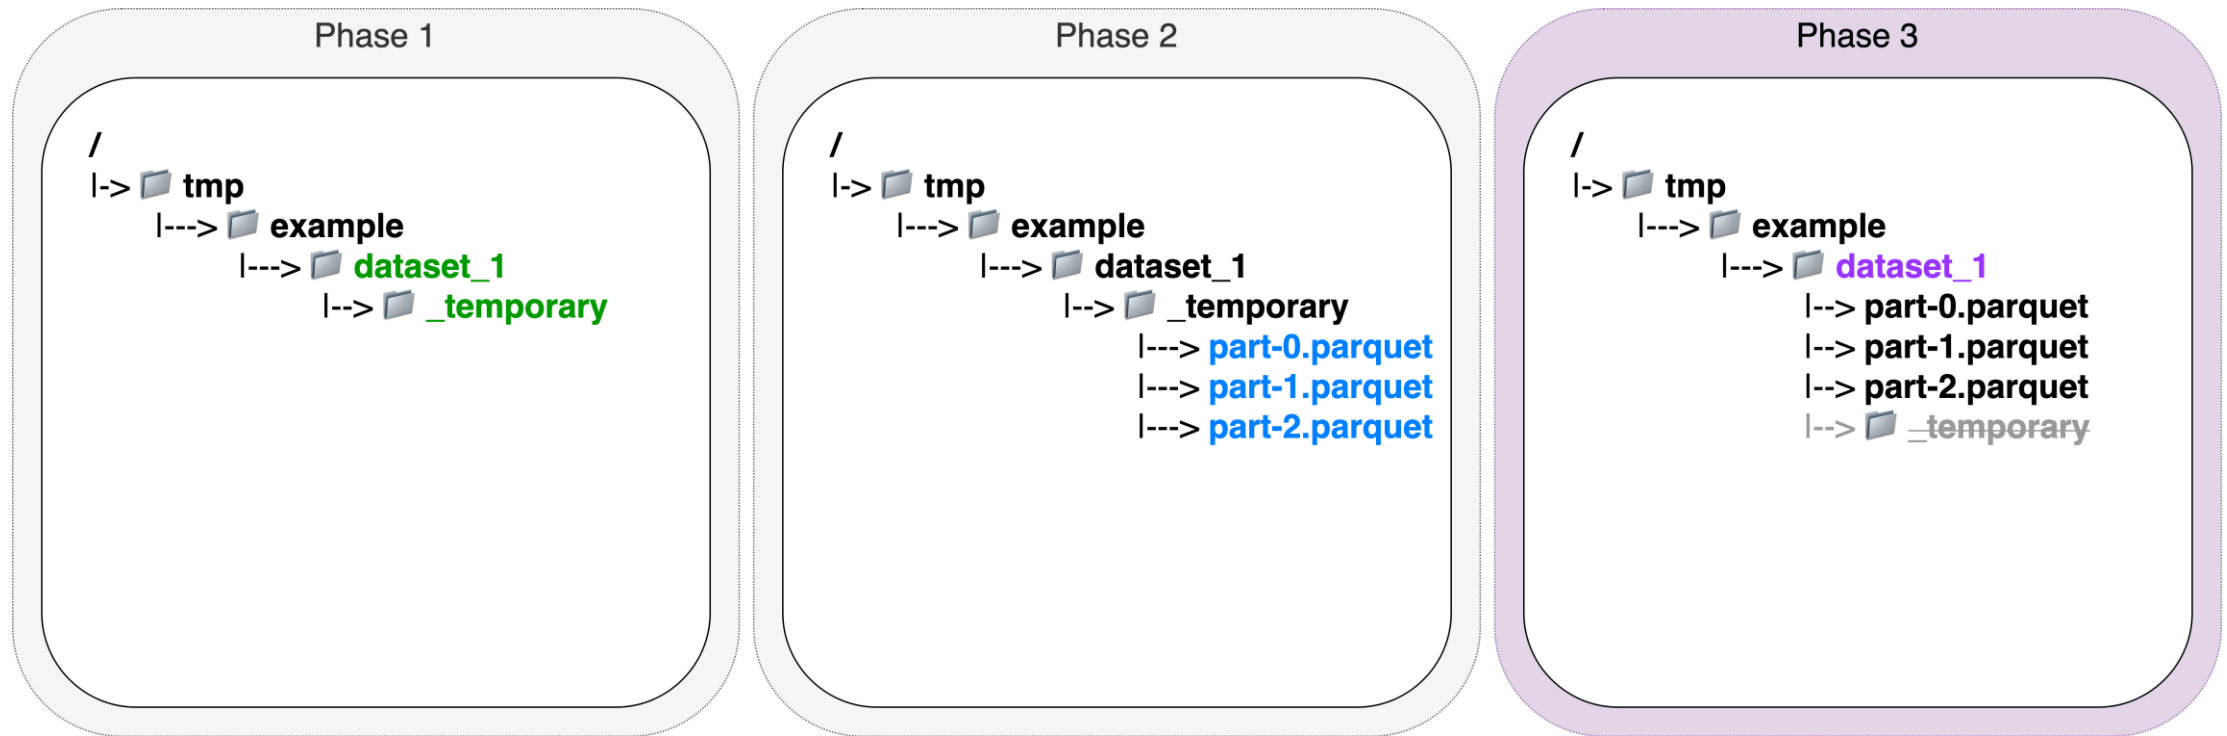 Phase 1
/
|-> tmp
|---> example
|---> dataset_1
|--> _temporary
Phase 2
/
|-> tmp
|---> example
|---> dataset_1
|--> _temporary
|---> part-0.parquet
|---> part-1.parquet
|---> part-2.parquet
Phase 3
/
|-> tmp
|---> example
|---> dataset_1
|--> part-0.parquet
|--> part-1.parquet
|--> part-2.parquet
|--> _temporary